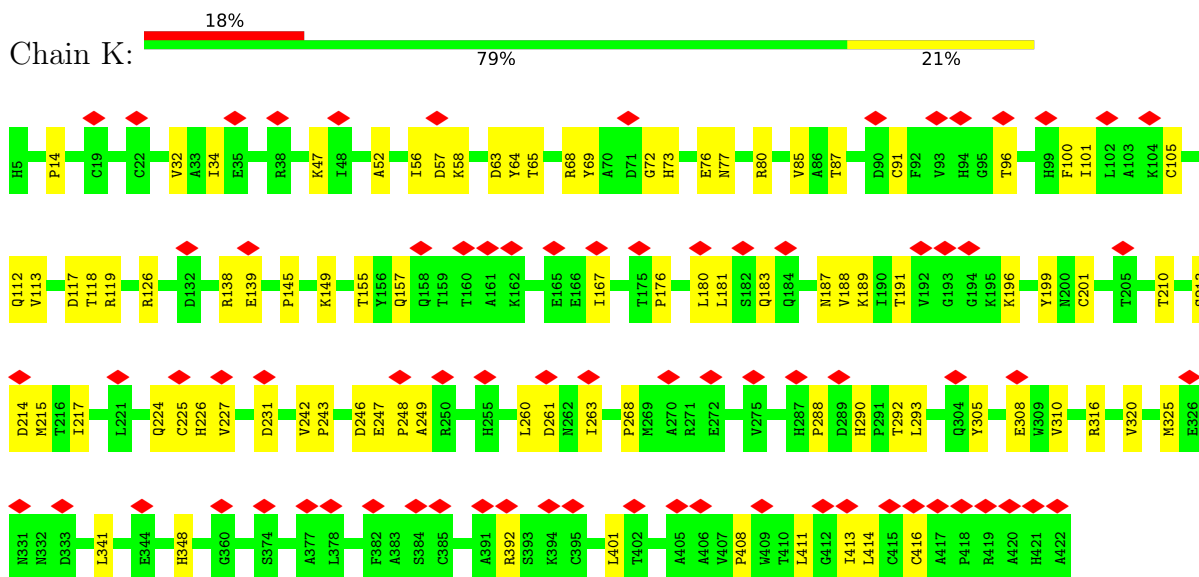 18%
Chain K:
79% 21%
H5 P14 C19 C22 V32 A33 I34 E35 R38 K47 I48 A52 I56 D57 K58 D63 Y64 T65 R68 Y69 A70 D71 G72 H73 E76 N77 R80 V85 A86 T87 D90 C91 F92 V93 H94 G95 T96 H99 F100 I101 L102 A103 K104 C105
Q112 V113 D117 T118 R119 R126 D132 R138 E139 P145 K149 T155 Y156 Q157 Q158 T159 T160 A161 K162 E165 E166 I167 T175 P176 L180 L181 S182 Q183 Q184 N187 V188 K189 I190 T191 V192 G193 G194 K195 K196 Y199 N200 C201 T205 T210
D214 M215 T216 I217 L221 Q224 C225 H226 V227 D231 V242 P243 D246 E247 P248 A249 R250 H255 L260 D261 N262 I263 P268 M269 A270 R271 E272 V275 H287 P288 D289 H290 P291 T292 L293 Q304 Y305 E308 W309 V310 R316 V320 M325 E326
N331 N332 D333 L341 E344 H348 G360 S374 A377 L378 F382 A383 S384 C385 A391 R392 S393 K394 C395 L401 T402 A405 A406 V407 P408 W409 T410 L411 G412 I413 L414 C415 C416 A417 P418 R419 A420 H421 A422